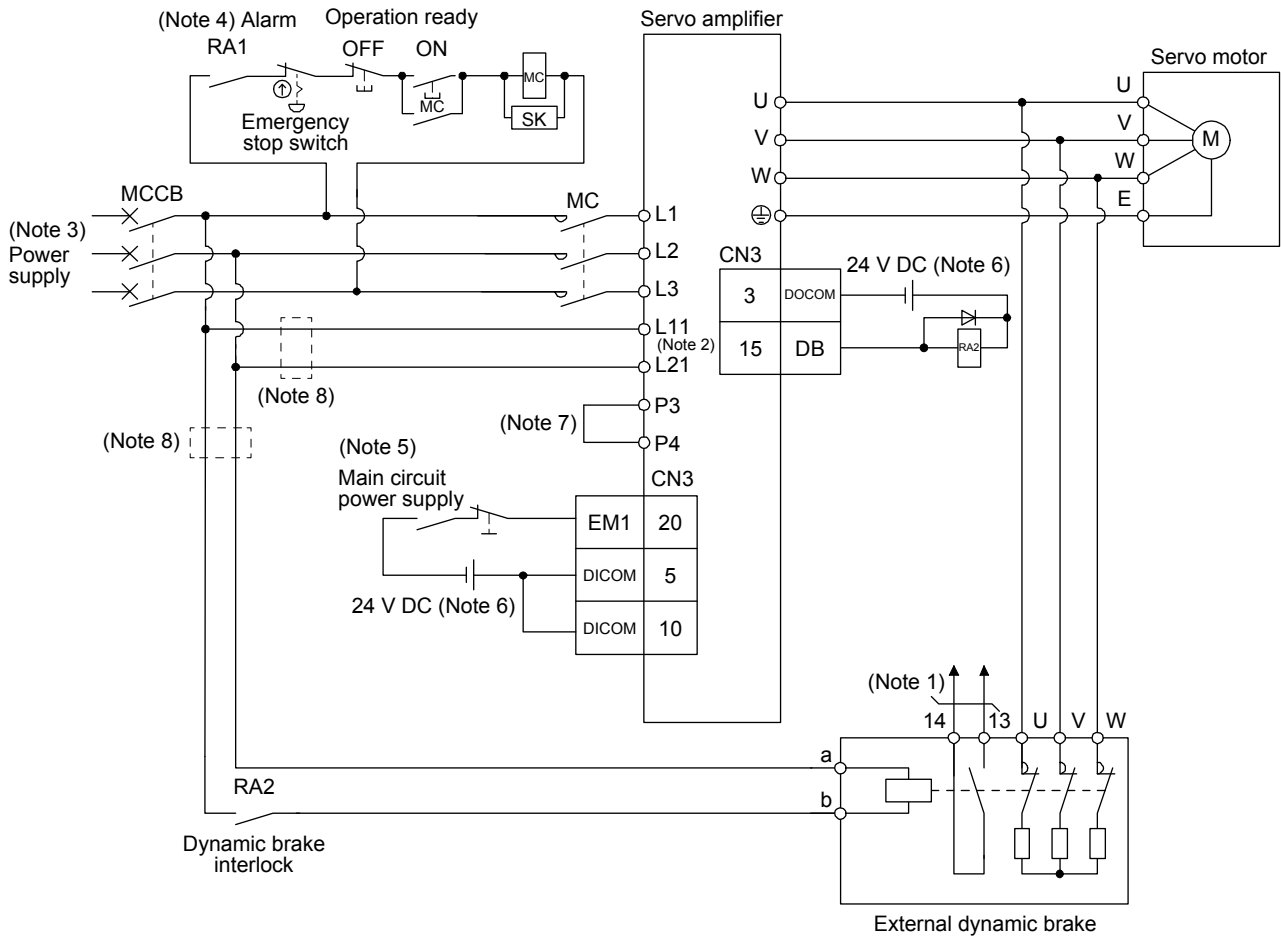 (Note 4) Alarm
RA1
Operation ready
OFF
ON
MC
MC
SK
Emergency
stop switch
Servo amplifier
Servo motor
U
V
W
U
V
W
E
M
MCCB
MC
(Note 3)
Power
supply
L1
L2
L3
L11
(Note 2)
L21
(Note 8)
(Note 8)
CN3
24 V DC (Note 6)
3
DOCOM
15
DB
RA2
(Note 7)
P3
P4
(Note 5)
Main circuit
power supply
CN3
EM1
20
DICOM
5
DICOM
10
24 V DC (Note 6)
(Note 1)
14
13
U
V
W
a
b
RA2
Dynamic brake
interlock
External dynamic brake